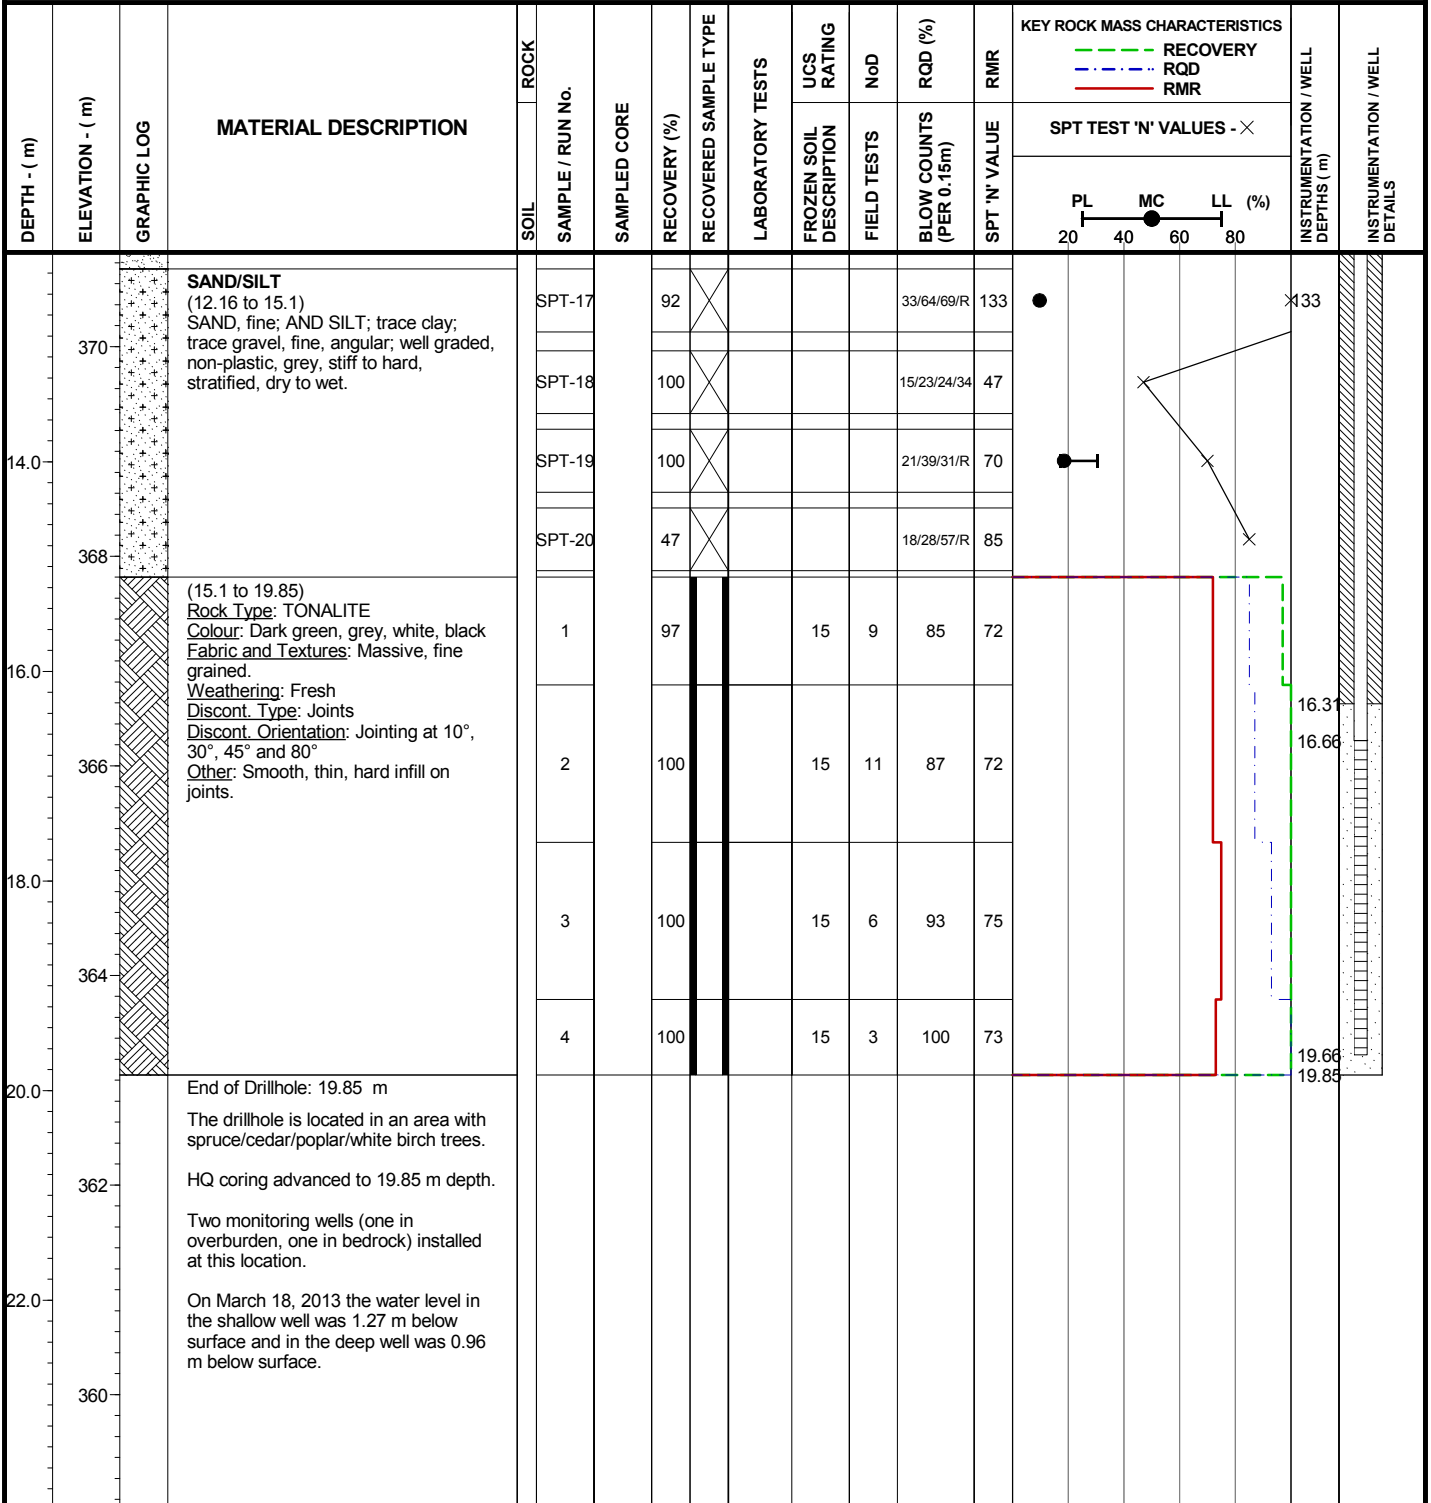 DEPTH - ( m)
ELEVATION - ( m)
GRAPHIC LOG
MATERIAL DESCRIPTION
SOIL ROCK
SAMPLE / RUN No.
SAMPLED CORE
RECOVERY (%)
RECOVERED SAMPLE TYPE
LABORATORY TESTS
UCS RATING
FROZEN SOIL DESCRIPTION
NoD
FIELD TESTS
RQD (%)
BLOW COUNTS (PER 0.15m)
RMR
SPT 'N' VALUE
KEY ROCK MASS CHARACTERISTICS
RECOVERY
RQD
RMR
SPT TEST 'N' VALUES - ×
PL MC LL (%)
20 40 60 80
INSTRUMENTATION / WELL DEPTHS ( m)
INSTRUMENTATION / WELL DETAILS
SAND/SILT
(12.16 to 15.1)
SAND, fine; AND SILT; trace clay;
trace gravel, fine, angular; well graded,
non-plastic, grey, stiff to hard,
stratified, dry to wet.
SPT-17 92 33/64/69/R 133 133
370
SPT-18 100 15/23/24/34 47
14.0
SPT-19 100 21/39/31/R 70
SPT-20 47 18/28/57/R 85
368
(15.1 to 19.85)
Rock Type: TONALITE
Colour: Dark green, grey, white, black
Fabric and Textures: Massive, fine
grained.
Weathering: Fresh
Discont. Type: Joints
Discont. Orientation: Jointing at 10°,
30°, 45° and 80°
Other: Smooth, thin, hard infill on
joints.
1 97 15 9 85 72
16.0
16.31
16.66
366
2 100 15 11 87 72
18.0
3 100 15 6 93 75
364
4 100 15 3 100 73
19.66
19.85
20.0
End of Drillhole: 19.85 m
The drillhole is located in an area with
spruce/cedar/poplar/white birch trees.
HQ coring advanced to 19.85 m depth.
362
Two monitoring wells (one in
overburden, one in bedrock) installed
at this location.
22.0
On March 18, 2013 the water level in
the shallow well was 1.27 m below
surface and in the deep well was 0.96
m below surface.
360